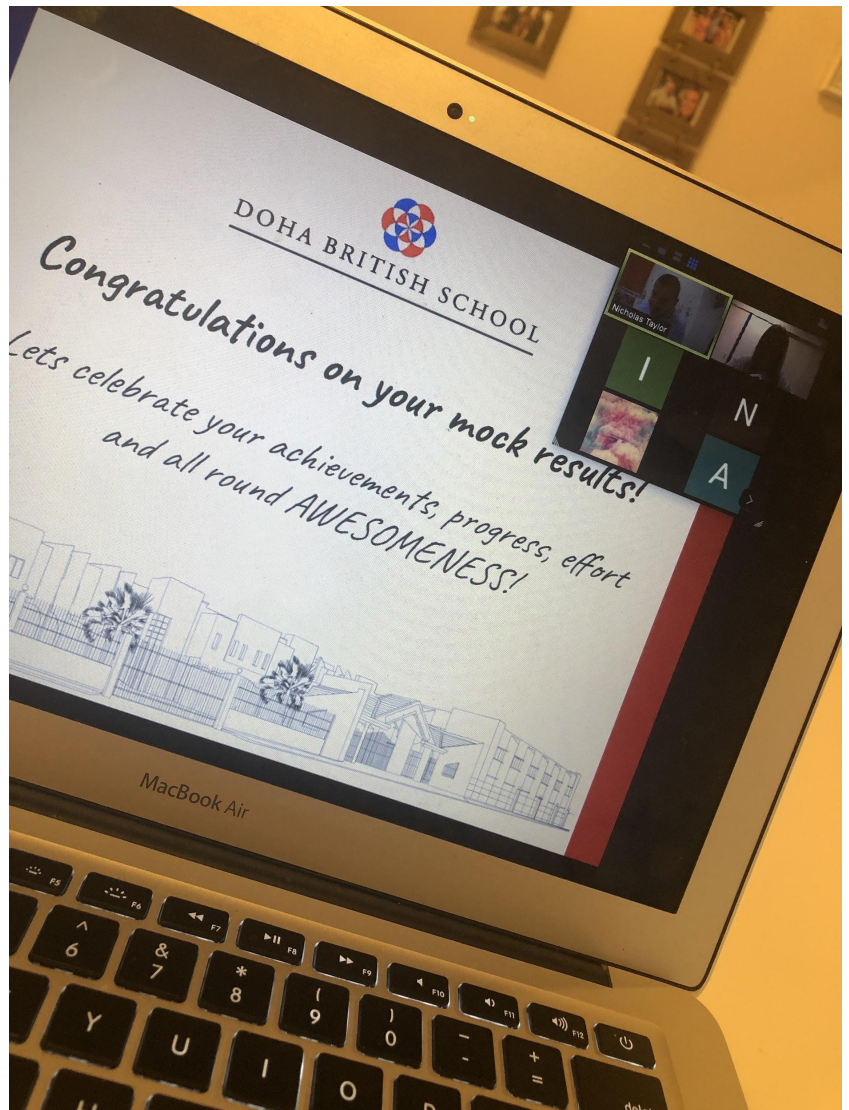 DOHA BRITISH SCHOOL
Congratulations on your mock results!
Lets celebrate your achievements, progress, effort
and all round AWESOMENESS!
Nicholas Taylor
I
N
A
MacBook Air
F5
F6
F7
F8
F9
F10
F11
F12
^ 6
& 7
* 8
( 9
) 0
_ -
+ =
Y
U
I
O